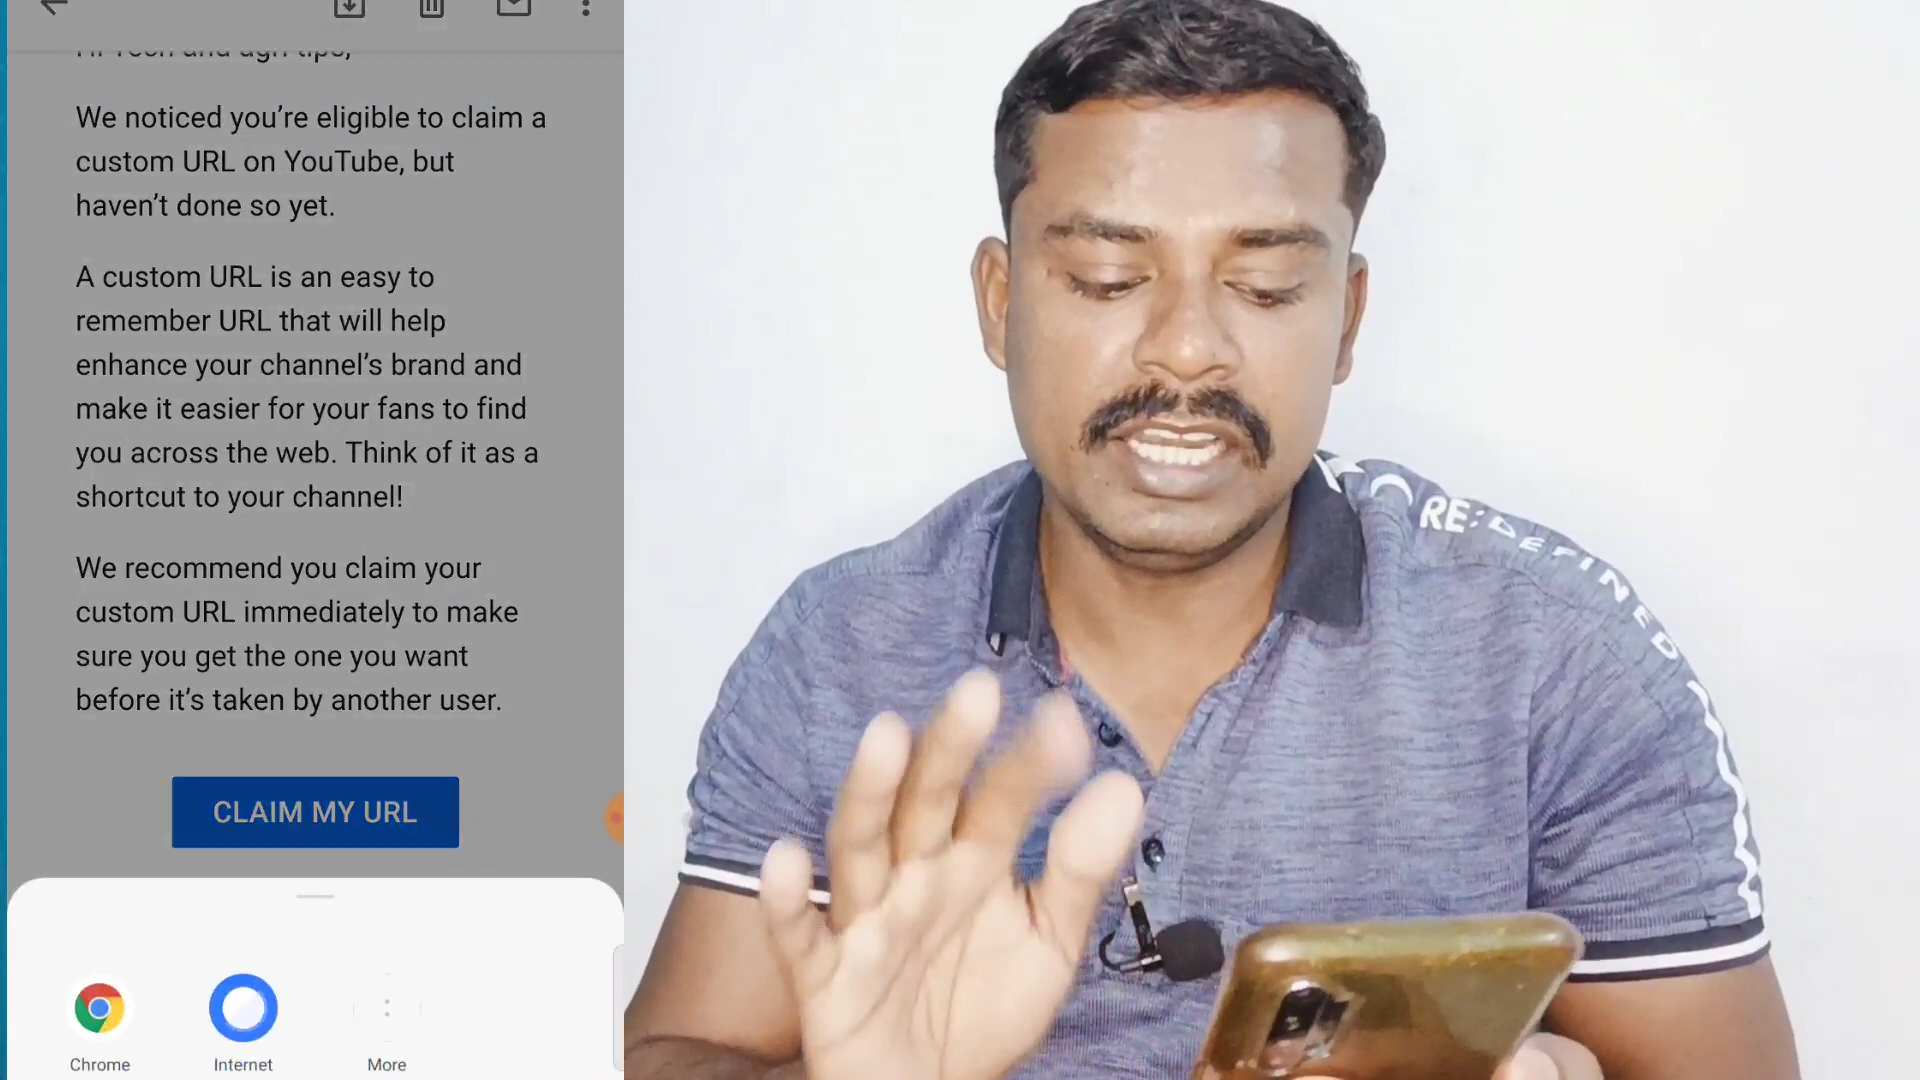 We noticed you’re eligible to claim a
custom URL on YouTube, but
haven’t done so yet.
A custom URL is an easy to
remember URL that will help
enhance your channel’s brand and
make it easier for your fans to find
you across the web. Think of it as a
shortcut to your channel!
We recommend you claim your
custom URL immediately to make
sure you get the one you want
before it’s taken by another user.
CLAIM MY URL
Chrome Internet More
RE:DEFINED